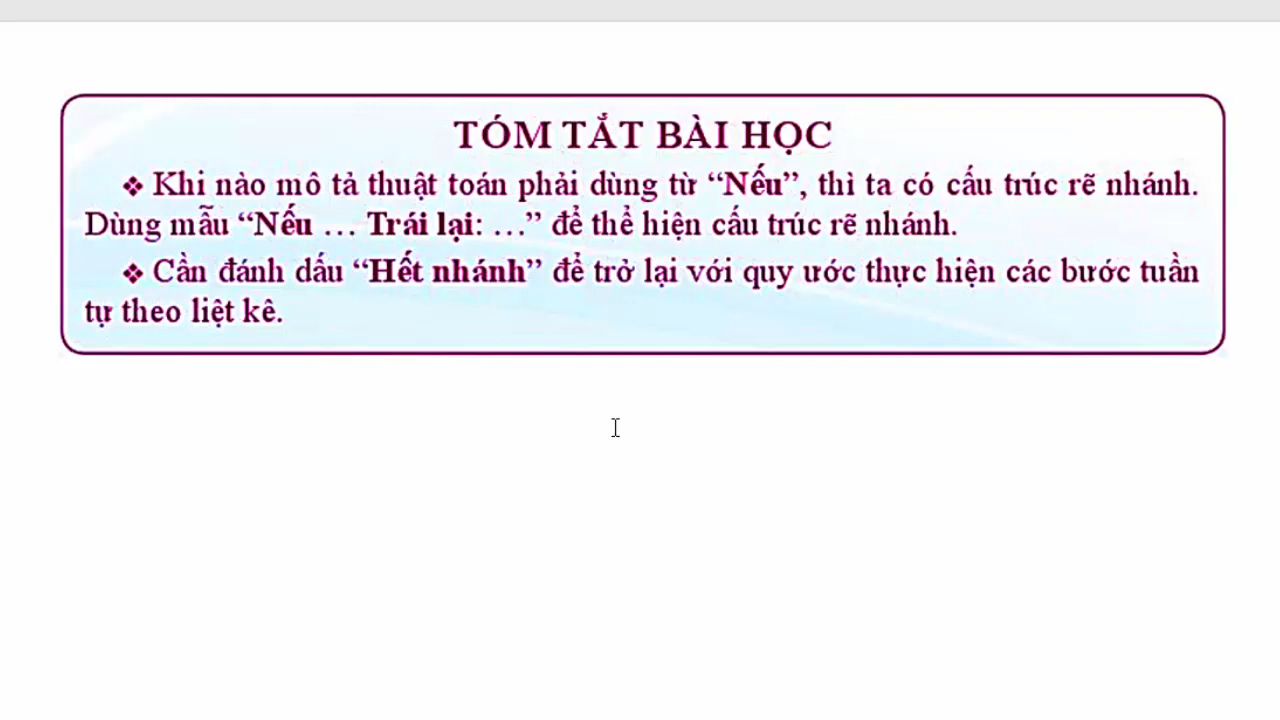 TÓM TẮT BÀI HỌC
❖ Khi nào mô tả thuật toán phải dùng từ “Nếu”, thì ta có cấu trúc rẽ nhánh.
Dùng mẫu “Nếu … Trái lại: …” để thể hiện cấu trúc rẽ nhánh.
❖ Cần đánh dấu “Hết nhánh” để trở lại với quy ước thực hiện các bước tuần
tự theo liệt kê.